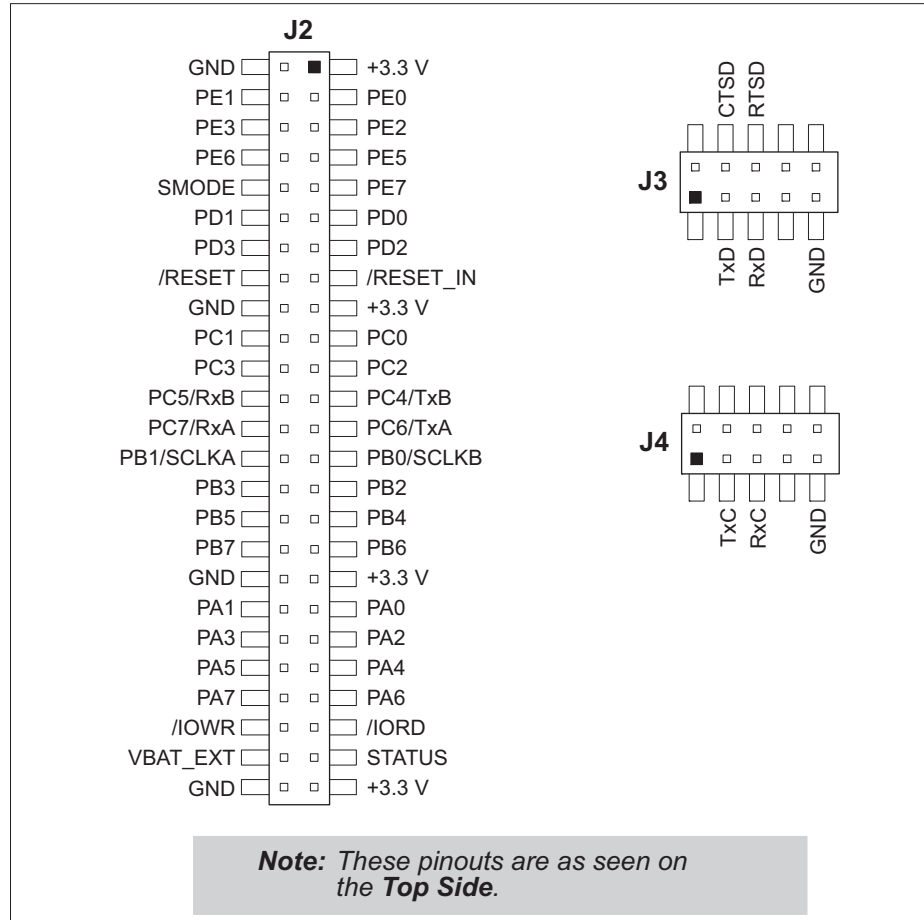 J2
GND +3.3 V
PE1 PE0
PE3 PE2
PE6 PE5
SMODE PE7
PD1 PD0
PD3 PD2
/RESET /RESET_IN
GND +3.3 V
PC1 PC0
PC3 PC2
PC5/RxB PC4/TxB
PC7/RxA PC6/TxA
PB1/SCLKA PB0/SCLKB
PB3 PB2
PB5 PB4
PB7 PB6
GND +3.3 V
PA1 PA0
PA3 PA2
PA5 PA4
PA7 PA6
/IOWR /IORD
VBAT_EXT STATUS
GND +3.3 V
CTSD
RTSD
J3
TxD
RxD
GND
J4
TxC
RxC
GND
Note: These pinouts are as seen on
the Top Side.